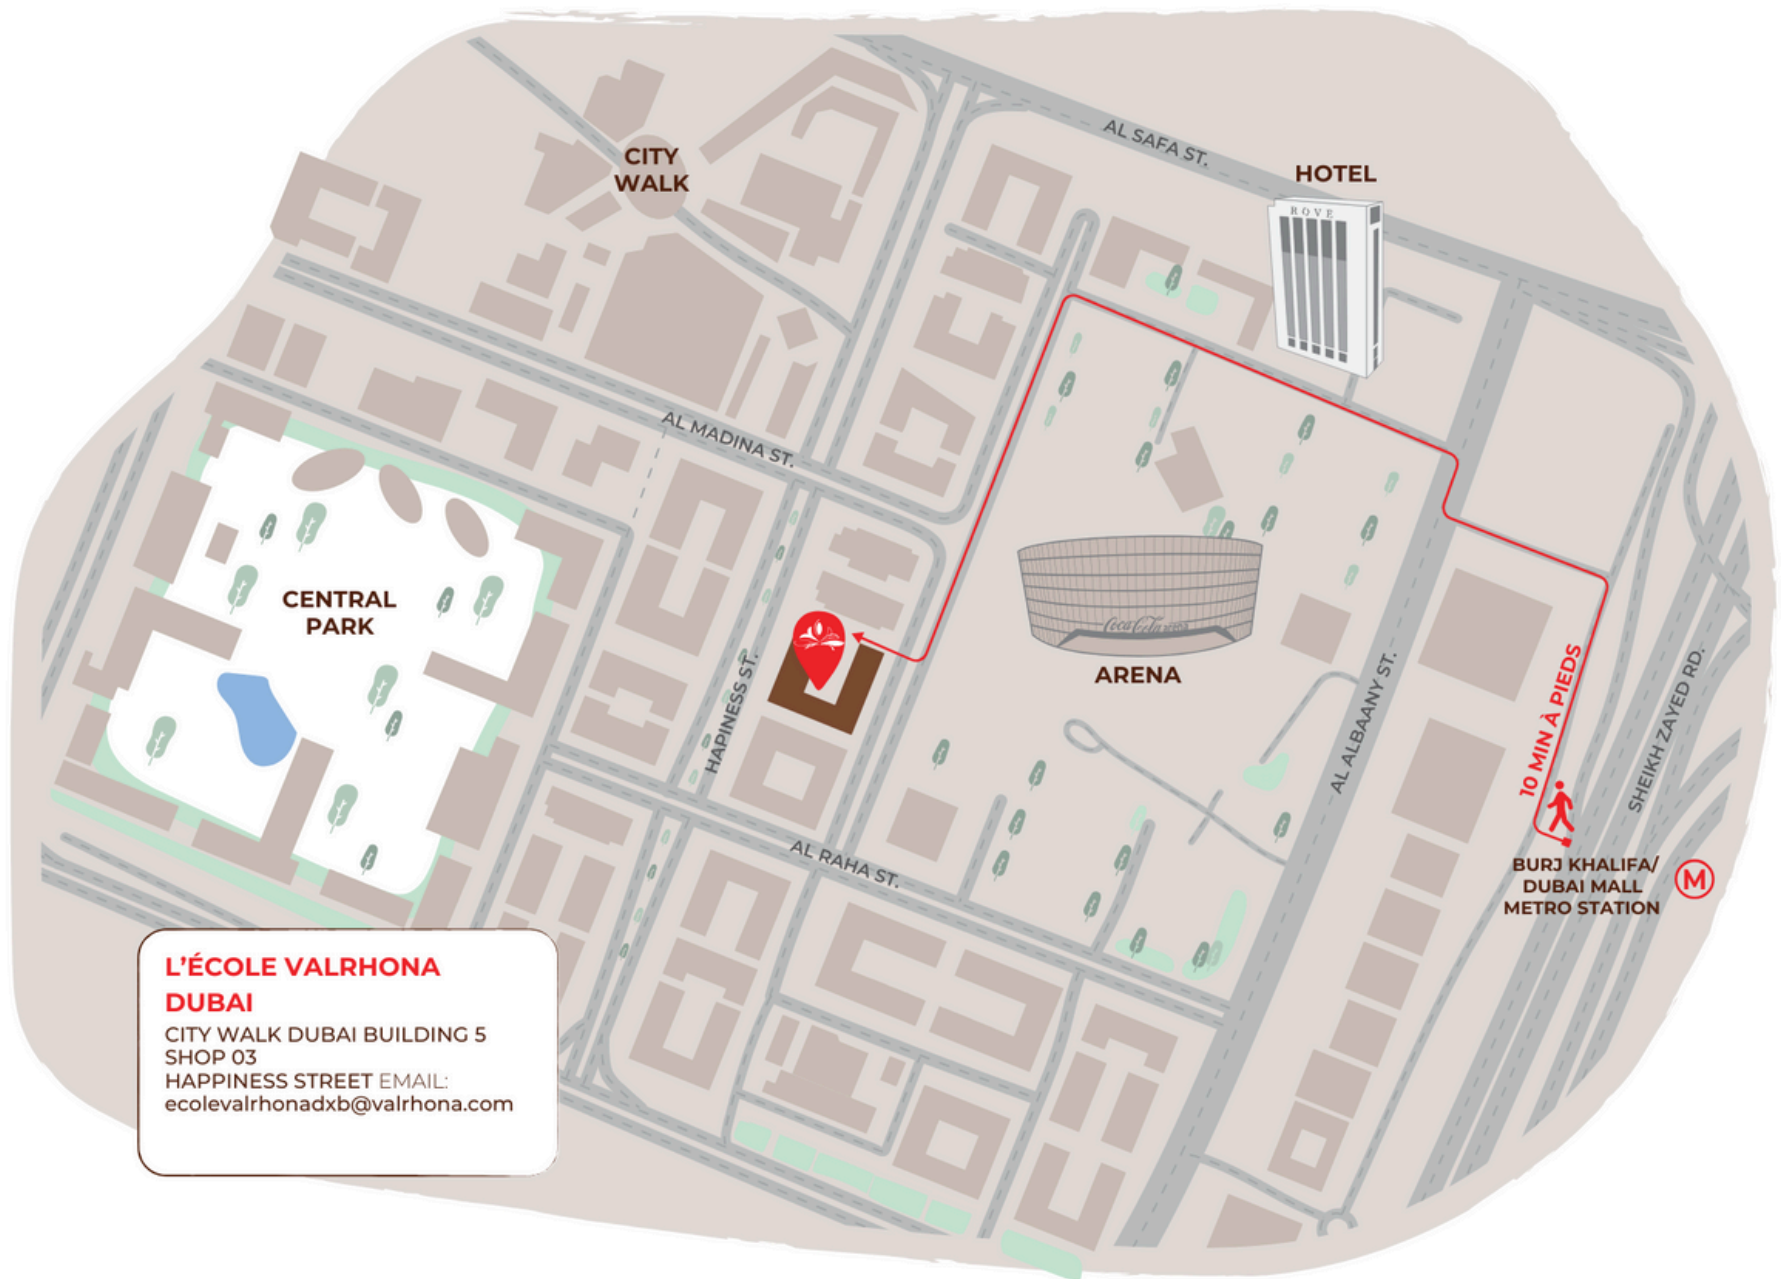 AL SAFA ST.
CITY
WALK
HOTEL
ROVE
AL MADINA ST.
CENTRAL
PARK
HAPINESS ST.
Coca-Cola
ARENA
AL ALBAANY ST.
10 MIN À PIEDS
SHEIKH ZAYED RD.
AL RAHA ST.
BURJ KHALIFA/
DUBAI MALL
METRO STATION
M
L'ÉCOLE VALRHONA
DUBAI
CITY WALK DUBAI BUILDING 5
SHOP 03
HAPPINESS STREET EMAIL:
ecolevalrhonadxb@valrhona.com